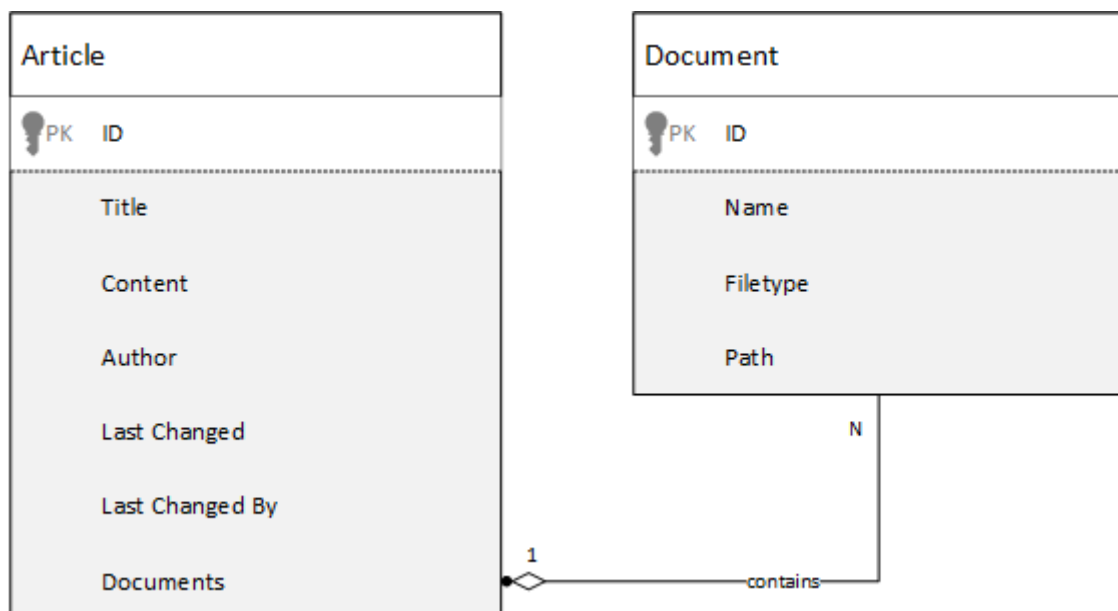 Article
PK ID
Title
Content
Author
Last Changed
Last Changed By
Documents
Document
PK ID
Name
Filetype
Path
N
1
contains